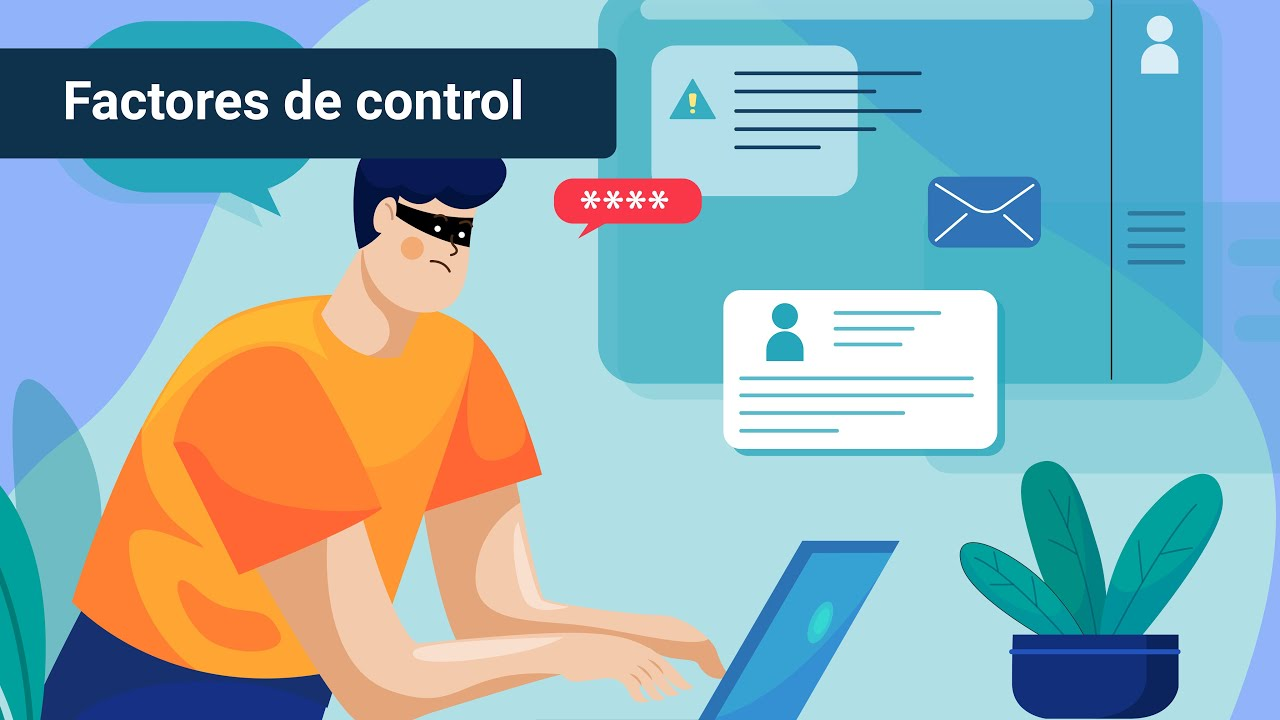 Factores de control
****